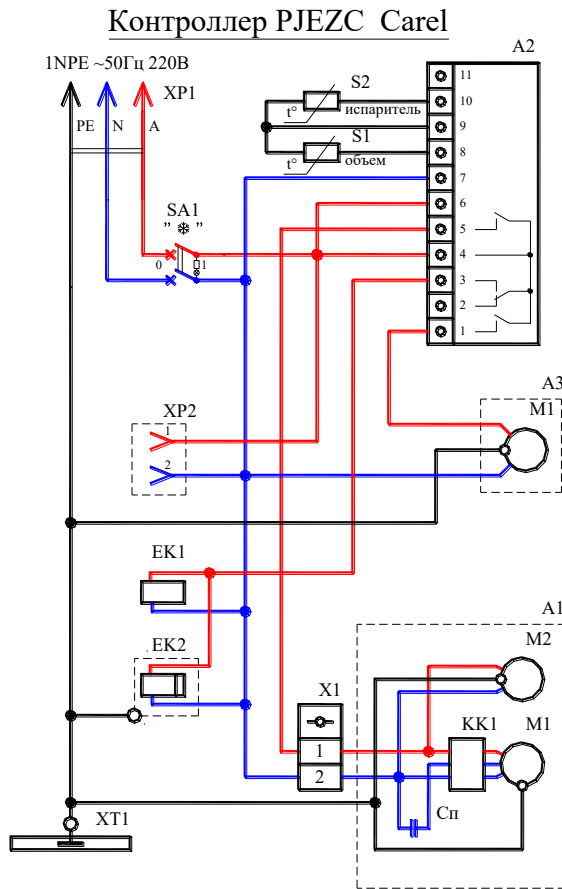 Контроллер PJEZC Carel
A2
1NPE ~50Гц 220В
XP1
PE
N
A
S2
t°
испаритель
S1
t°
объем
11
10
9
8
7
6
5
4
3
2
1
SA1
" ❄ "
0
1
XP2
1
2
A3
M1
EK1
EK2
A1
M2
X1
1
2
KK1
M1
Сп
XT1